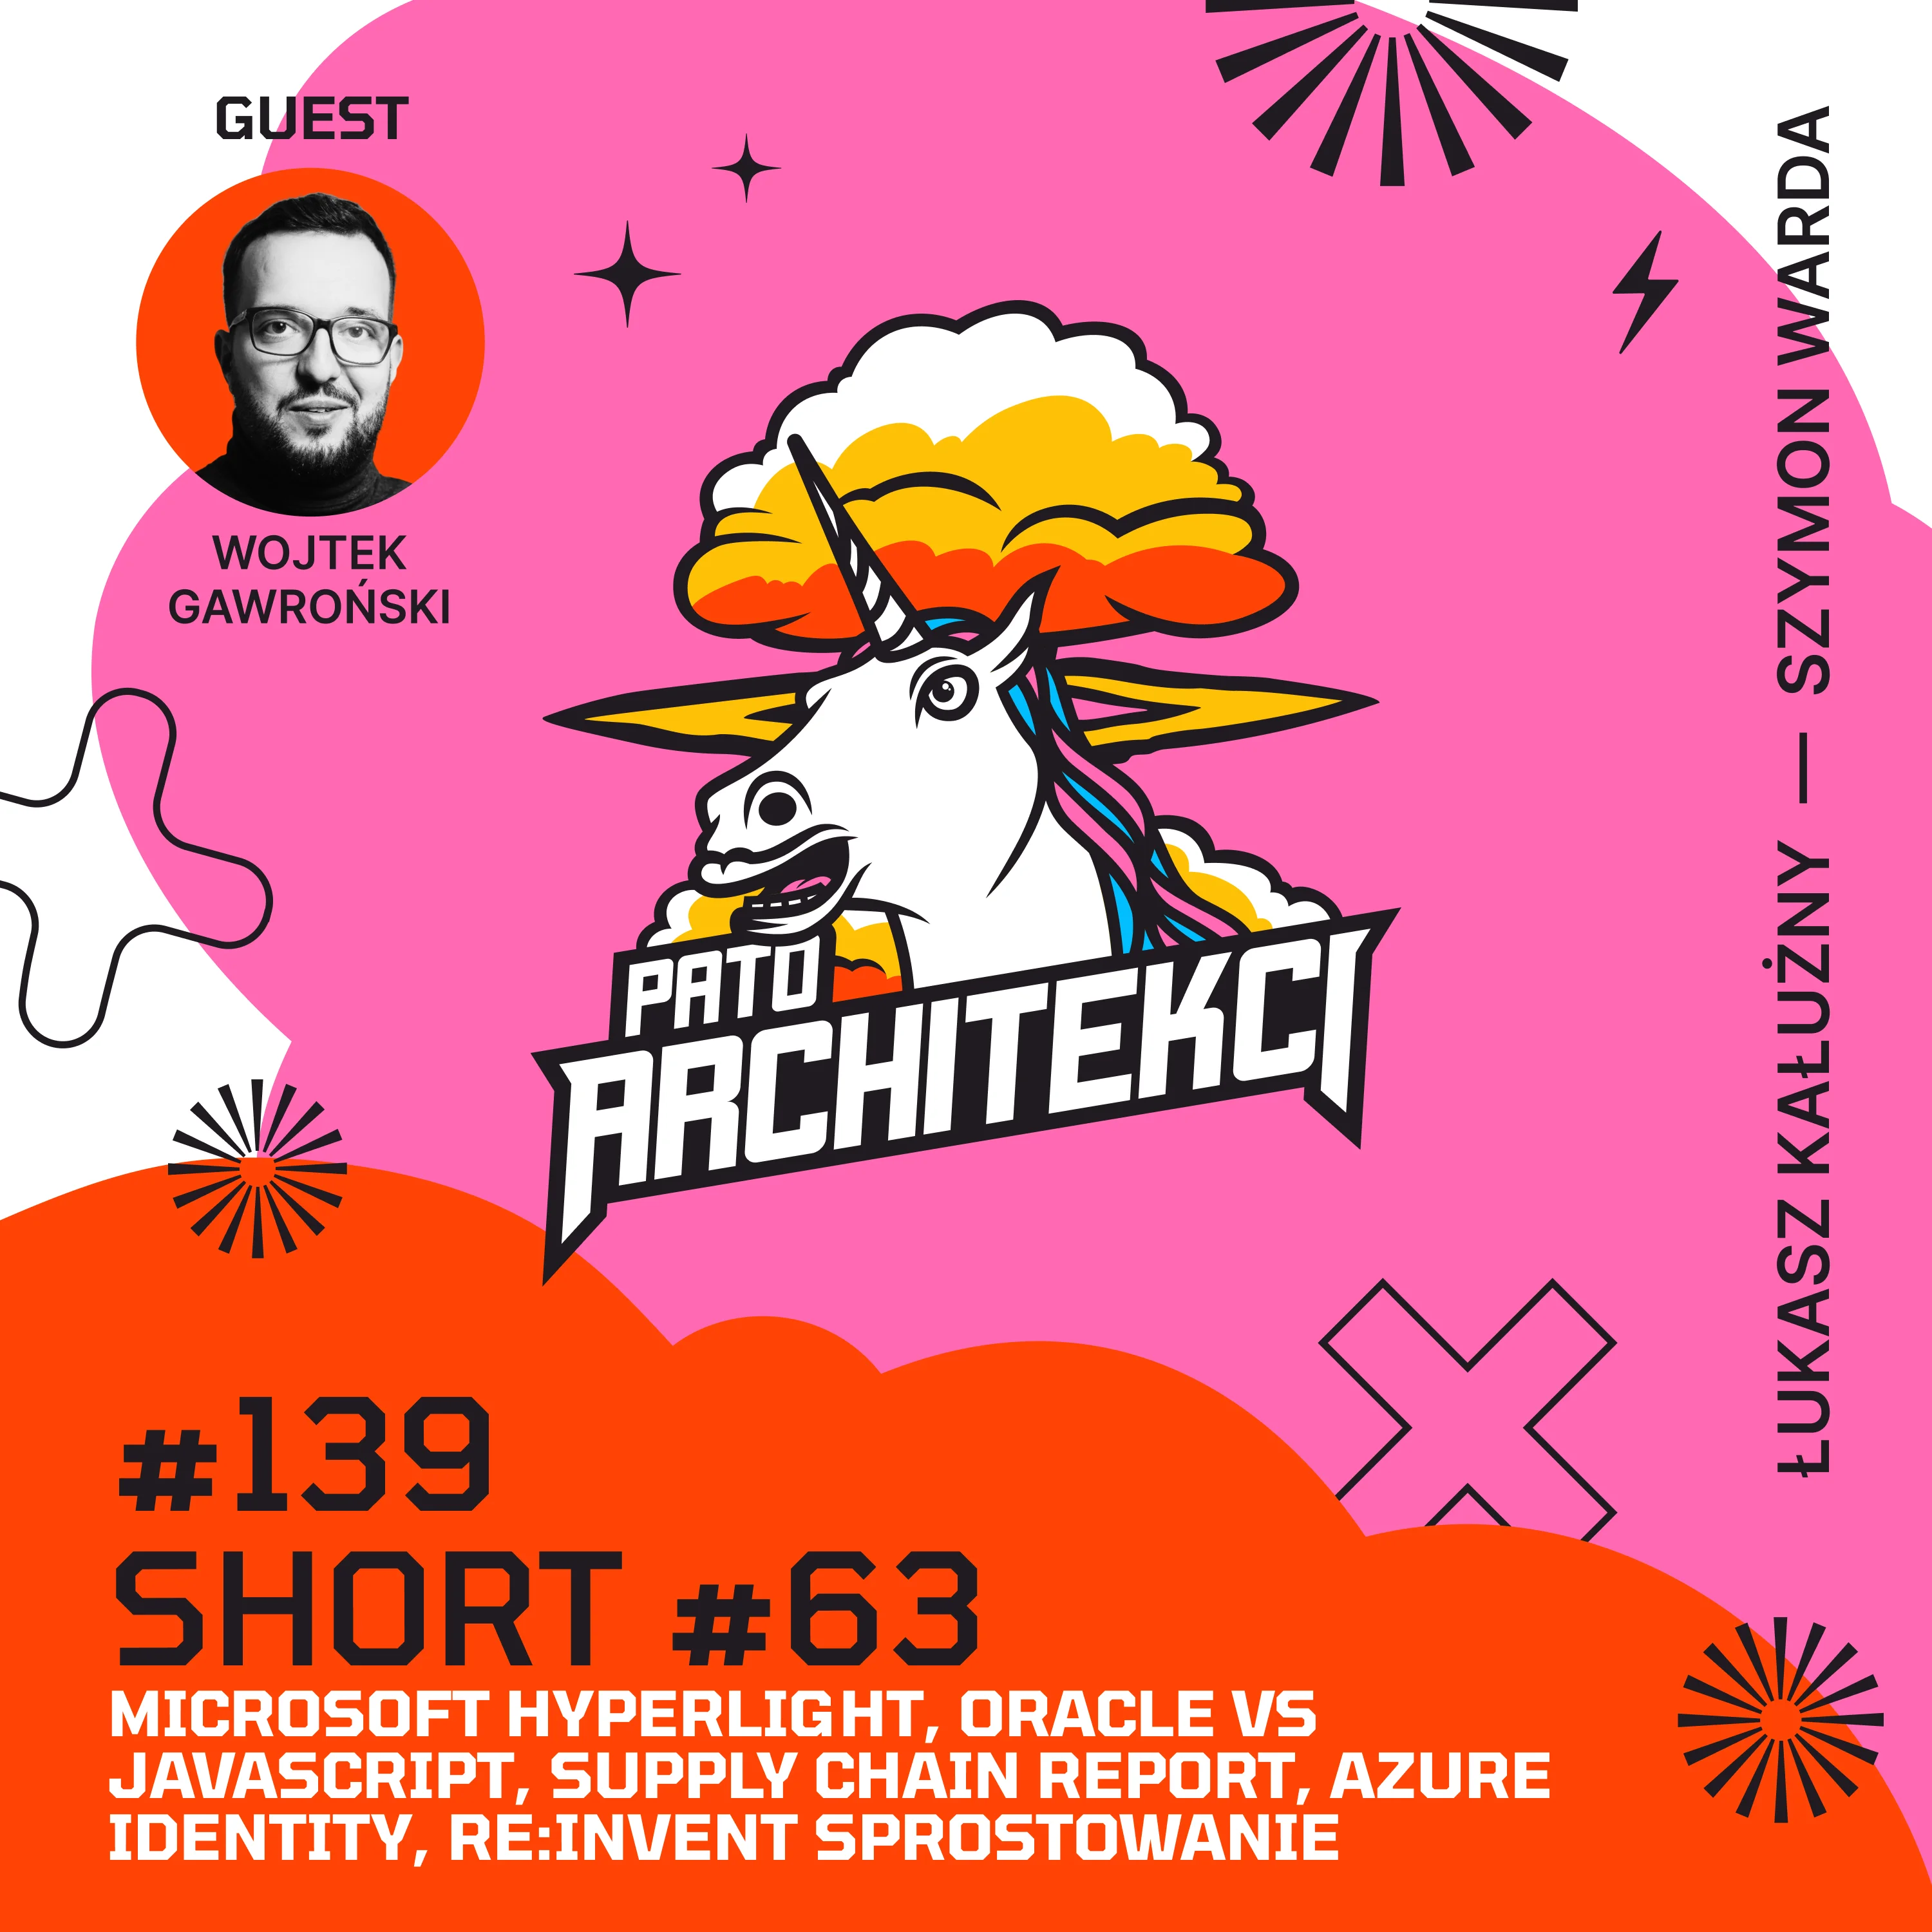 GUEST
WOJTEK
GAWROŃSKI
ŁUKASZ KAŁUŻNY — SZYMON WARDA
PATO
ARCHITEKCI
#139
SHORT #63
MICROSOFT HYPERLIGHT, ORACLE VS
JAVASCRIPT, SUPPLY CHAIN REPORT, AZURE
IDENTITY, RE:INVENT SPROSTOWANIE